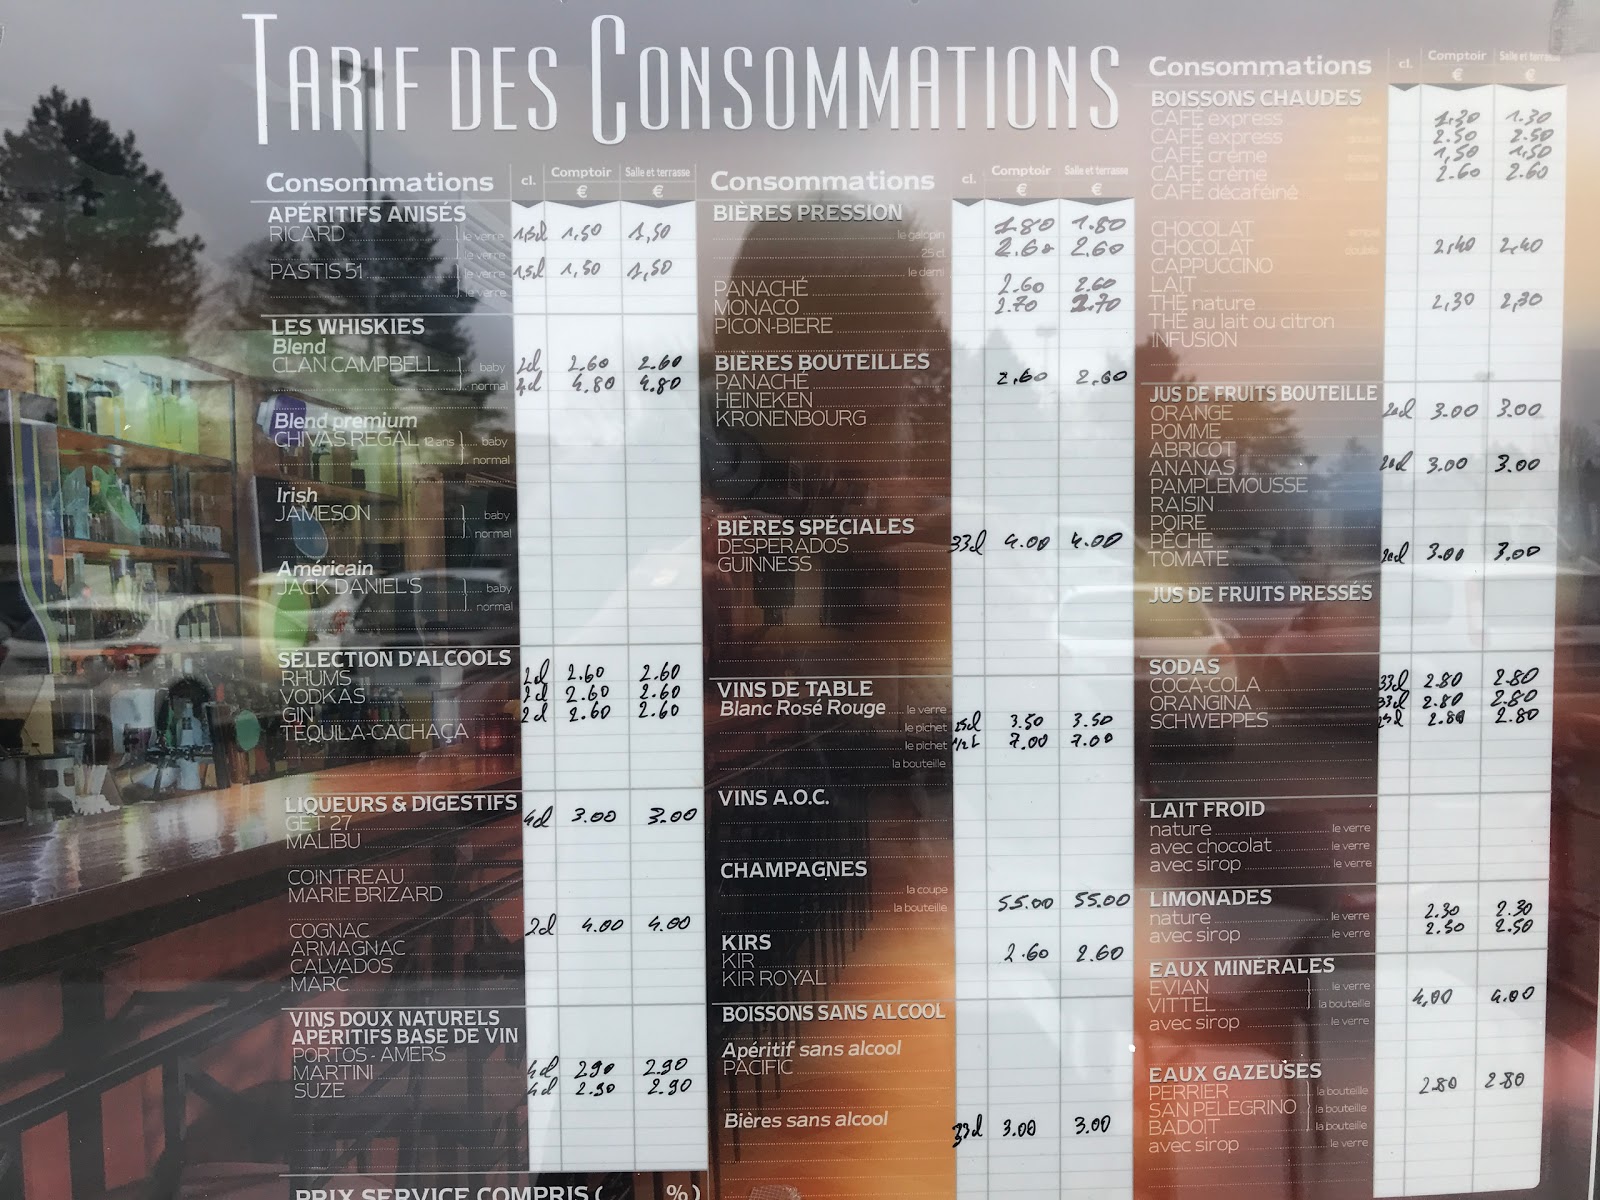 TARIF DES CONSOMMATIONS
Consommations cl. Comptoir € Salle et terrasse €
APÉRITIFS ANISÉS
RICARD le verre 1,5cl 1,50 1,50
le verre
PASTIS 51 le verre 1,5cl 1,50 1,50
le verre
LES WHISKIES
Blend
CLAN CAMPBELL baby 2cl 2.60 2.60
normal 4cl 4.80 4.80
Blend premium
CHIVAS REGAL 12 ans baby
normal
Irish
JAMESON baby
normal
Américain
JACK DANIEL'S baby
normal
SÉLECTION D'ALCOOLS
RHUMS 2cl 2.60 2.60
VODKAS 2cl 2.60 2.60
GIN 2cl 2.60 2.60
TEQUILA-CACHAÇA
LIQUEURS & DIGESTIFS
GET 27 4cl 3.00 3.00
MALIBU
COINTREAU
MARIE BRIZARD
COGNAC 2cl 4.00 4.00
ARMAGNAC
CALVADOS
MARC
VINS DOUX NATURELS
APÉRITIFS BASE DE VIN
PORTOS - AMERS
MARTINI 4cl 2.90 2.90
SUZE 4cl 2.90 2.90
PRIX SERVICE COMPRIS ( %)
Consommations cl. Comptoir € Salle et terrasse €
BIÈRES PRESSION
le galopin 1.80 1.80
25 cl 2.60 2.60
le demi
PANACHÉ 2.60 2.60
MONACO 2.70 2.70
PICON-BIERE
BIÈRES BOUTEILLES
PANACHÉ 2.60 2.60
HEINEKEN
KRONENBOURG
BIÈRES SPÉCIALES
DESPERADOS 33cl 4.00 4.00
GUINNESS
VINS DE TABLE
Blanc Rosé Rouge le verre
le pichet 25cl 3.50 3.50
le pichet 1/2 L 7.00 7.00
la bouteille
VINS A.O.C.
CHAMPAGNES
la coupe
la bouteille 55.00 55.00
KIRS
KIR 2.60 2.60
KIR ROYAL
BOISSONS SANS ALCOOL
Apéritif sans alcool
PACIFIC
Bières sans alcool 33cl 3.00 3.00
Consommations cl. Comptoir € Salle et terrasse €
BOISSONS CHAUDES
CAFÉ express simple 1.30 1.30
CAFÉ express double 2.50 2.50
CAFÉ crème simple 1,50 1,50
CAFÉ crème double 2.60 2.60
CAFÉ décaféiné
CHOCOLAT simple
CHOCOLAT double 2,40 2,40
CAPPUCCINO
LAIT
THÉ nature 2,30 2,30
THÉ au lait ou citron
INFUSION
JUS DE FRUITS BOUTEILLE
ORANGE 20cl 3.00 3.00
POMME
ABRICOT
ANANAS 20cl 3.00 3.00
PAMPLEMOUSSE
RAISIN
POIRE
PÊCHE
TOMATE 20cl 3.00 3.00
JUS DE FRUITS PRESSÉS
SODAS
COCA-COLA 33cl 2.80 2.80
ORANGINA 33cl 2.80 2.80
SCHWEPPES 25cl 2.80 2.80
LAIT FROID
nature le verre
avec chocolat le verre
avec sirop le verre
LIMONADES
nature le verre 2.30 2.30
avec sirop le verre 2.50 2.50
EAUX MINÉRALES
EVIAN le verre
VITTEL la bouteille 4,00 4.00
avec sirop le verre
EAUX GAZEUSES
PERRIER la bouteille 2.80 2.80
SAN PELEGRINO la bouteille
BADOIT la bouteille
avec sirop le verre